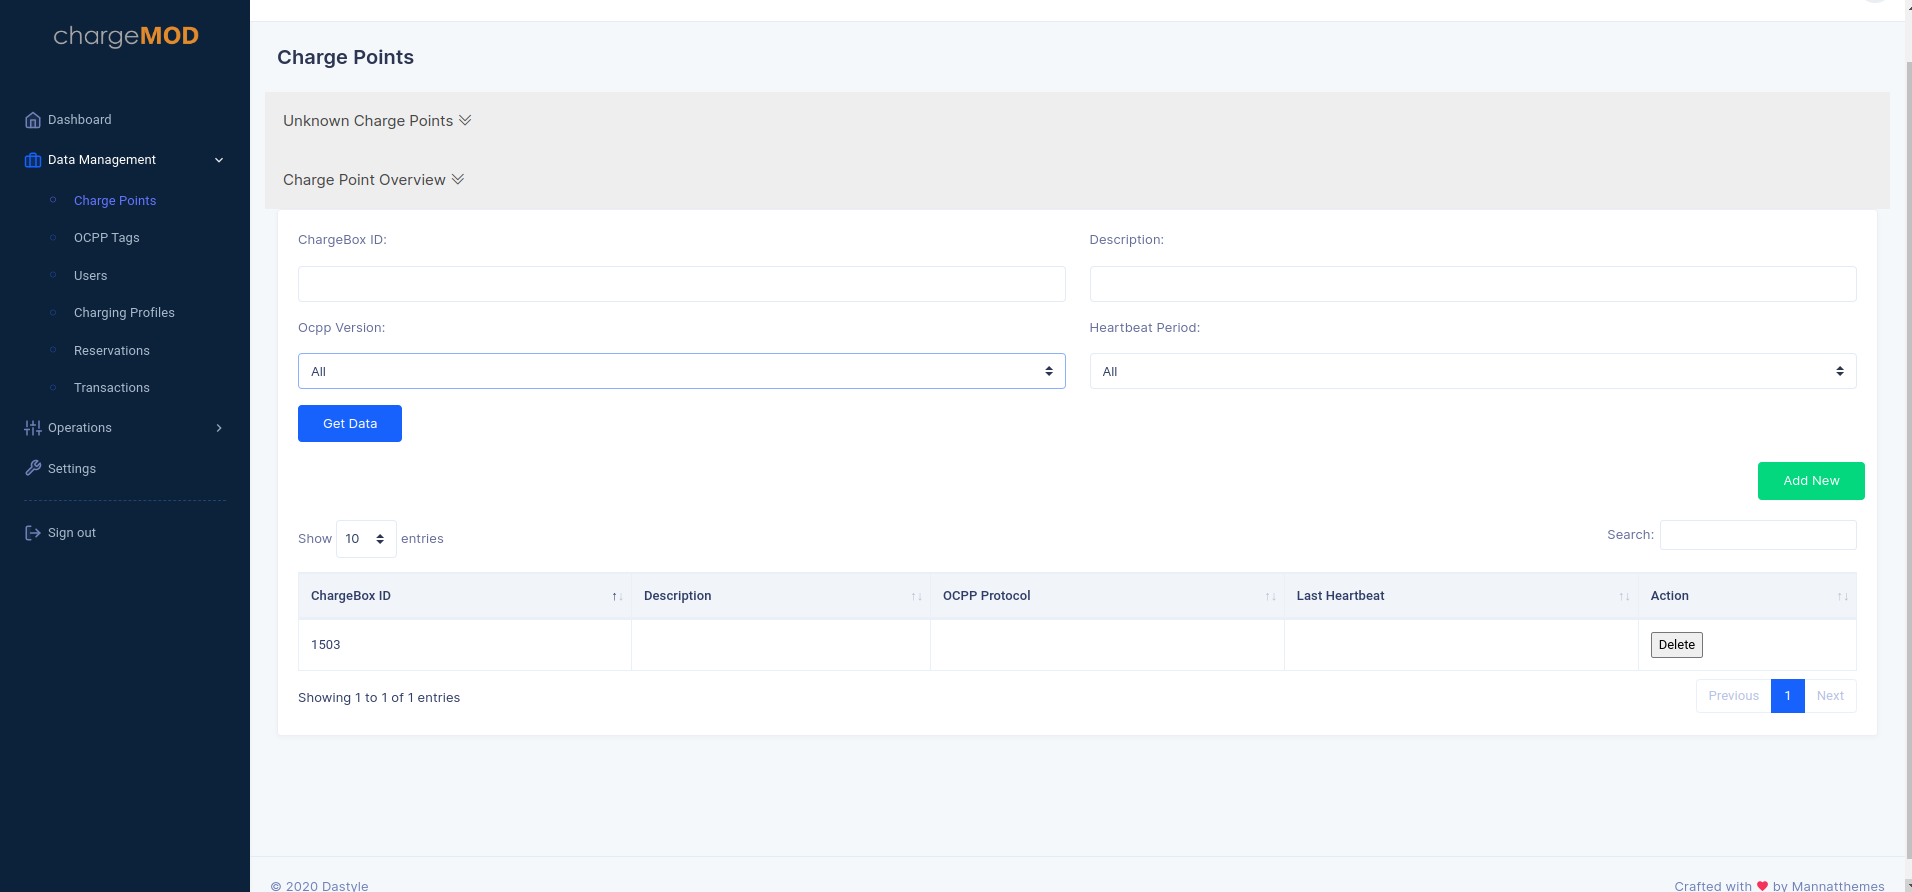 chargeMOD
Dashboard
Data Management
Charge Points
OCPP Tags
Users
Charging Profiles
Reservations
Transactions
Operations
Settings
Sign out
Charge Points
Unknown Charge Points
Charge Point Overview
ChargeBox ID: Description:
Ocpp Version: Heartbeat Period:
All All
Get Data
Add New
Show 10 entries Search:
ChargeBox ID Description OCPP Protocol Last Heartbeat Action
1503 Delete
Showing 1 to 1 of 1 entries Previous 1 Next
© 2020 Dastyle Crafted with ❤ by Mannatthemes